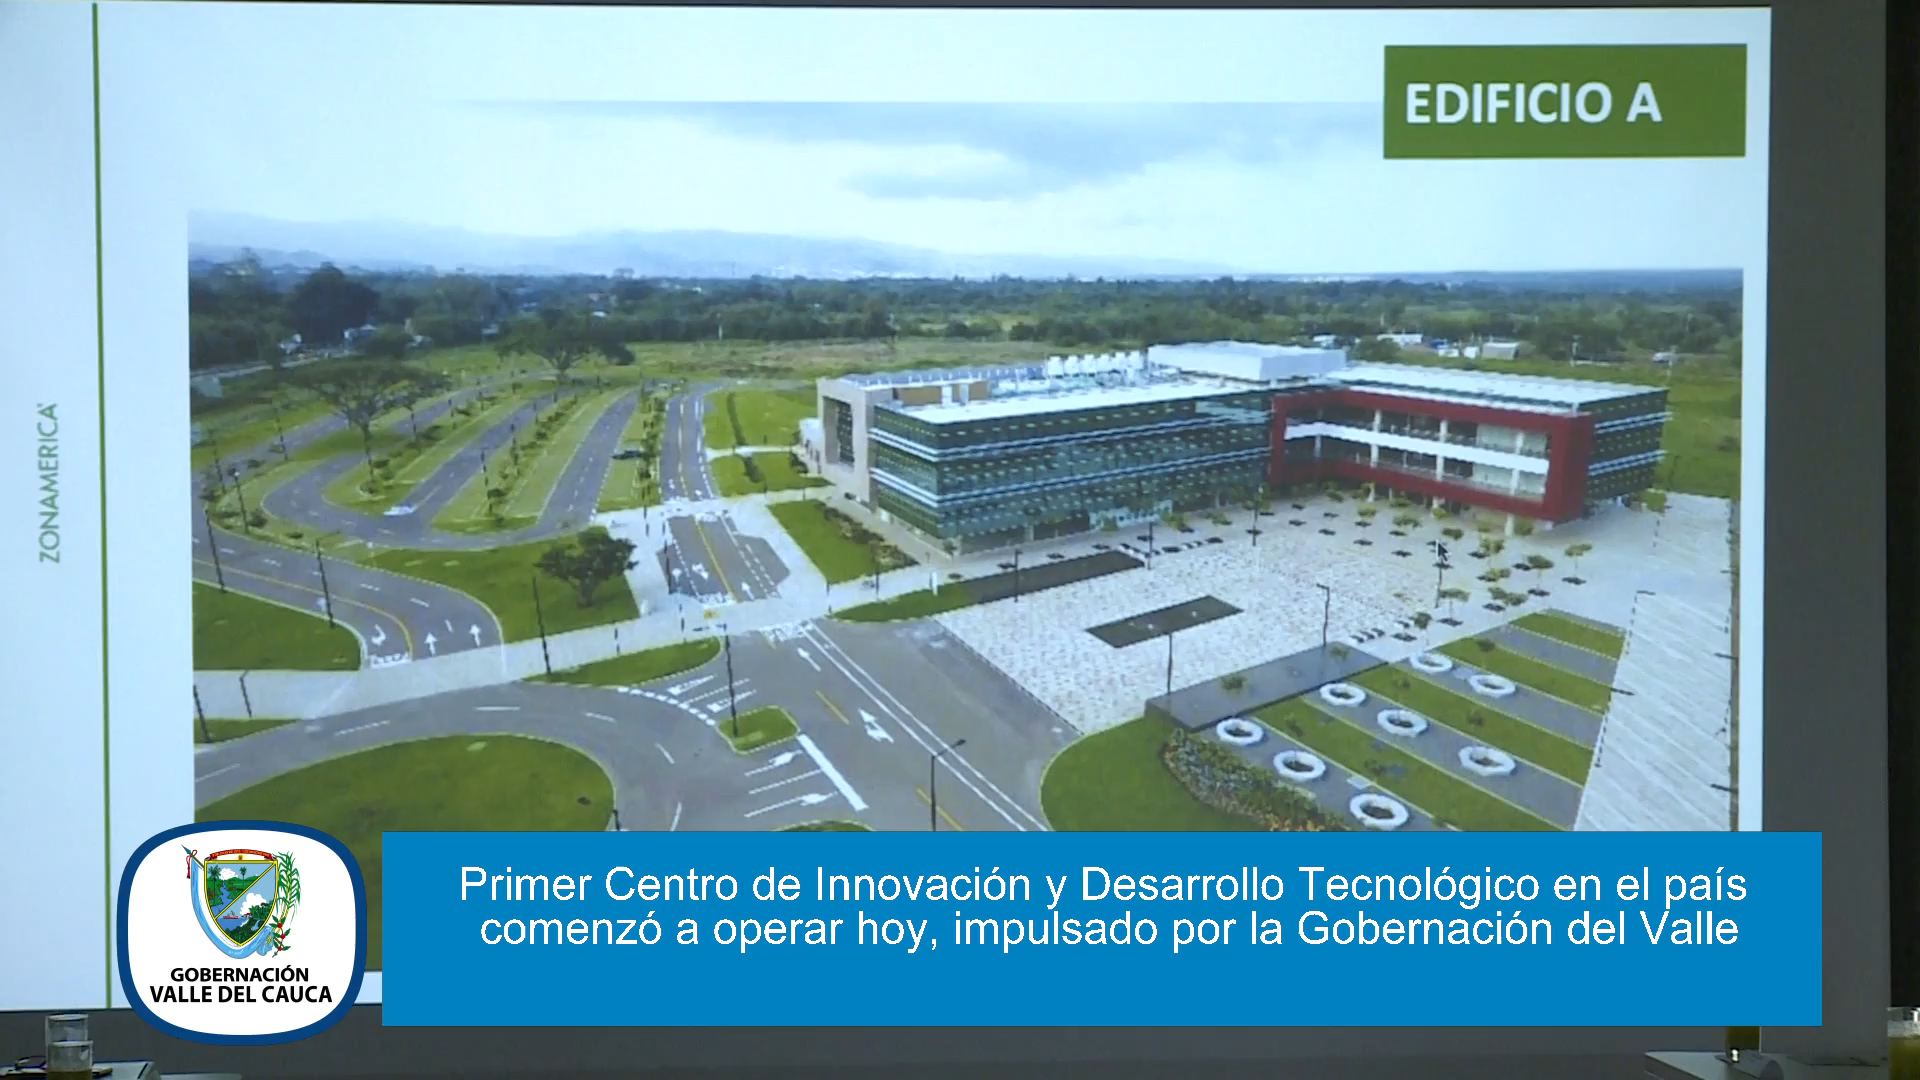 EDIFICIO A
ZONAMERICA
Primer Centro de Innovación y Desarrollo Tecnológico en el país
comenzó a operar hoy, impulsado por la Gobernación del Valle
GOBERNACIÓN
VALLE DEL CAUCA